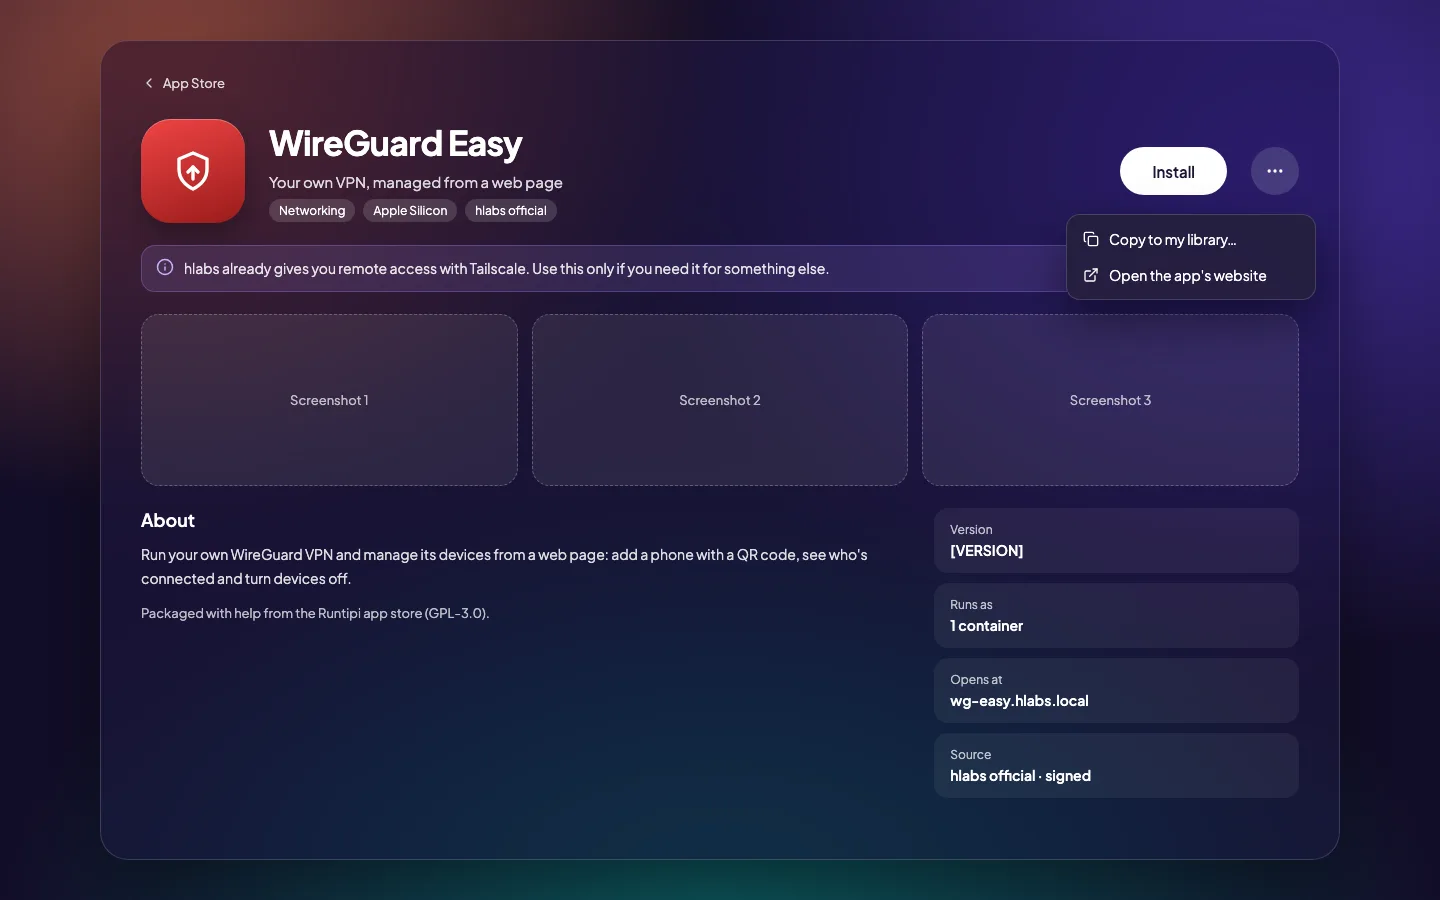 App Store
WireGuard Easy
Your own VPN, managed from a web page
Networking
Apple Silicon
hlabs official
Install
Copy to my library…
Open the app's website
hlabs already gives you remote access with Tailscale. Use this only if you need it for something else.
Screenshot 1
Screenshot 2
Screenshot 3
About
Run your own WireGuard VPN and manage its devices from a web page: add a phone with a QR code, see who's
connected and turn devices off.
Packaged with help from the Runtipi app store (GPL-3.0).
Version
[VERSION]
Runs as
1 container
Opens at
wg-easy.hlabs.local
Source
hlabs official · signed